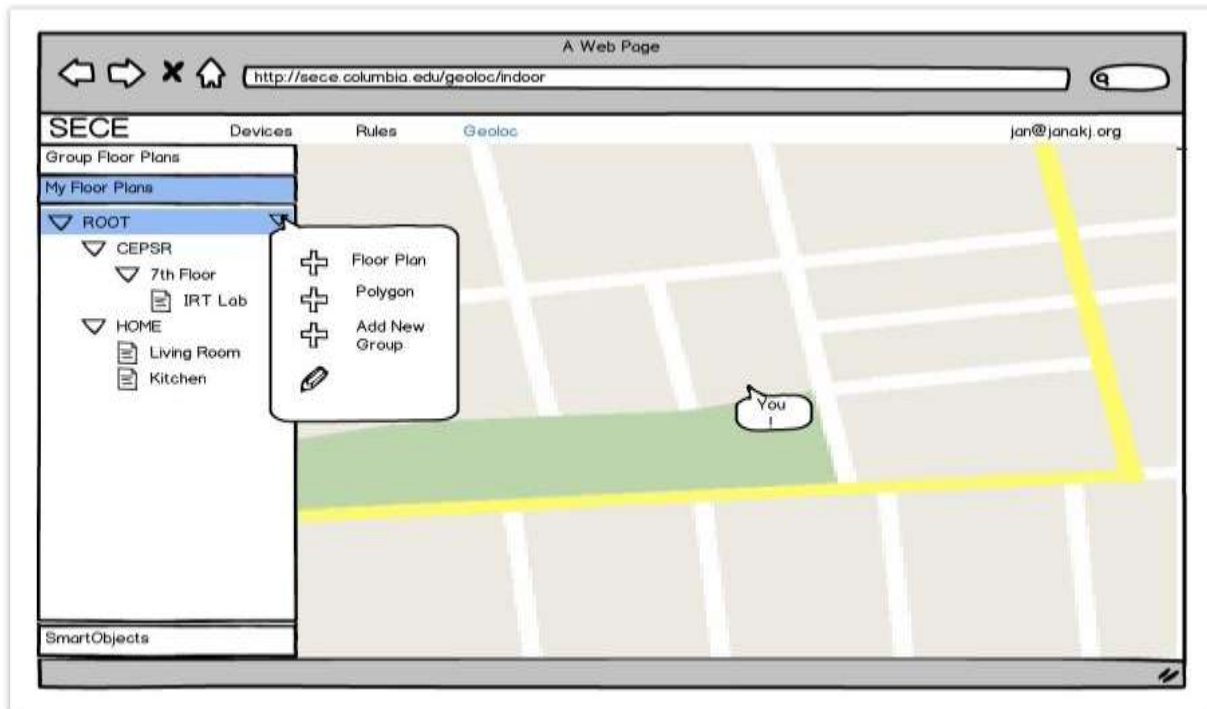 A Web Page
http://sece.columbia.edu/geoloc/indoor
SECE Devices Rules Geoloc jan@janakj.org
Group Floor Plans
My Floor Plans
ROOT
CEPSR
7th Floor
IRT Lab
HOME
Living Room
Kitchen
Floor Plan
Polygon
Add New
Group
You
!
SmartObjects